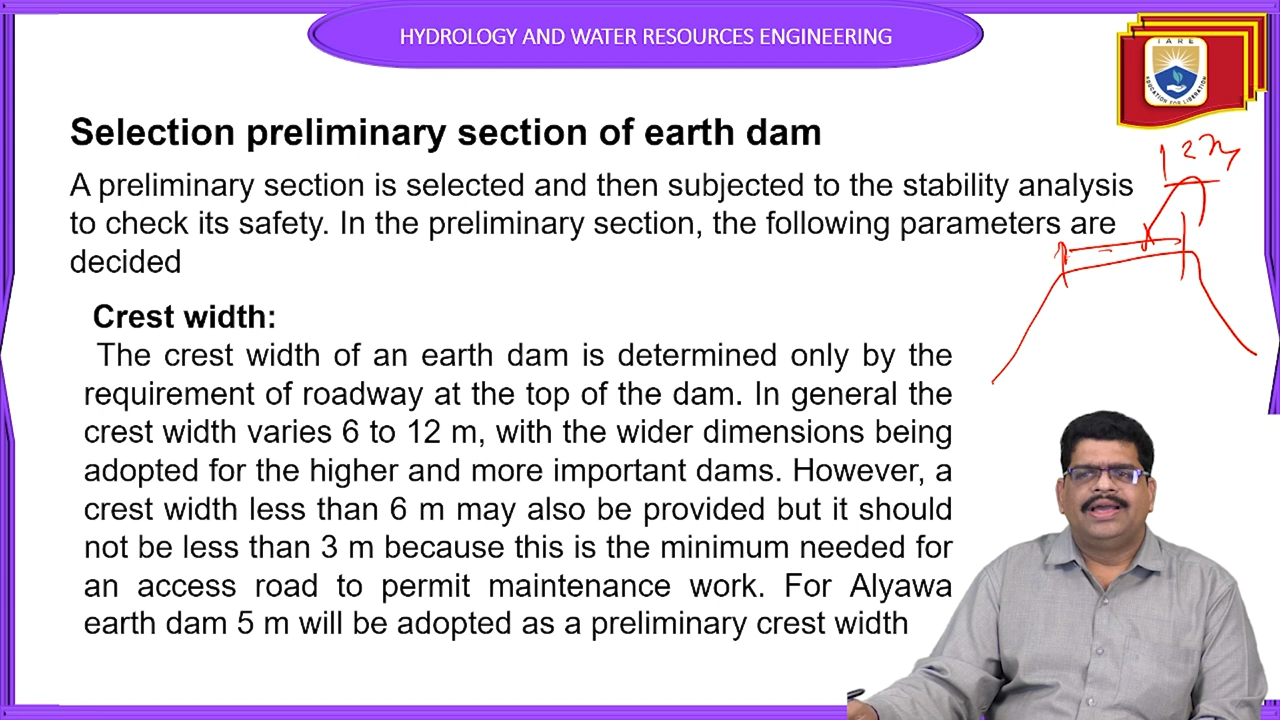 HYDROLOGY AND WATER RESOURCES ENGINEERING
IARE
EDUCATION FOR LIBERATION
Selection preliminary section of earth dam
A preliminary section is selected and then subjected to the stability analysis
to check its safety. In the preliminary section, the following parameters are
decided
Crest width:
The crest width of an earth dam is determined only by the
requirement of roadway at the top of the dam. In general the
crest width varies 6 to 12 m, with the wider dimensions being
adopted for the higher and more important dams. However, a
crest width less than 6 m may also be provided but it should
not be less than 3 m because this is the minimum needed for
an access road to permit maintenance work. For Alyawa
earth dam 5 m will be adopted as a preliminary crest width
12m